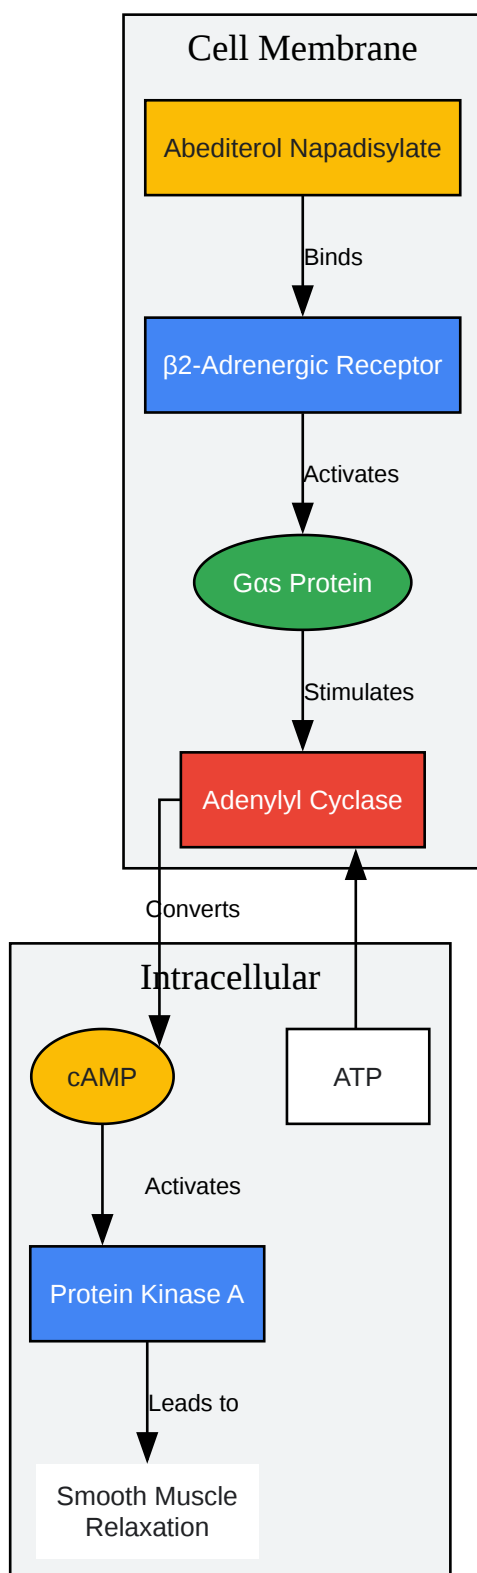 Cell Membrane
Abediterol Napadisylate
Binds
β2-Adrenergic Receptor
Activates
Gαs Protein
Stimulates
Adenylyl Cyclase
Converts
Intracellular
cAMP
ATP
Activates
Protein Kinase A
Leads to
Smooth Muscle
Relaxation